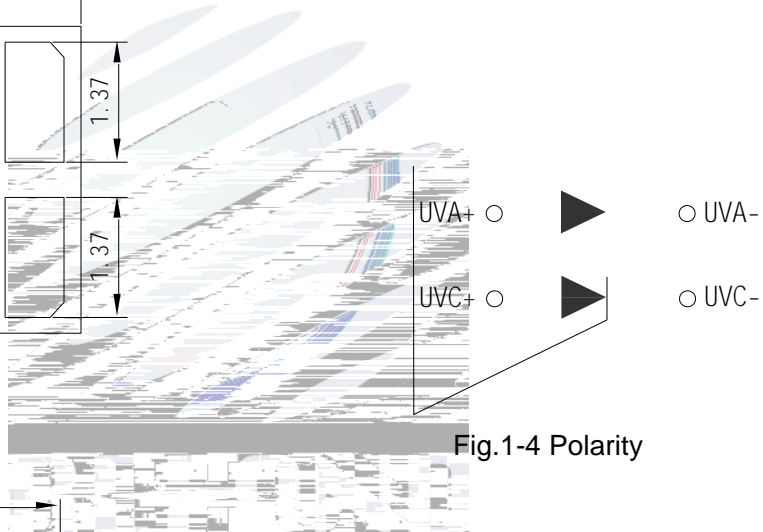 1.37
1.37
UVA+ UVA-
UVC+ UVC-
Fig.1-4 Polarity